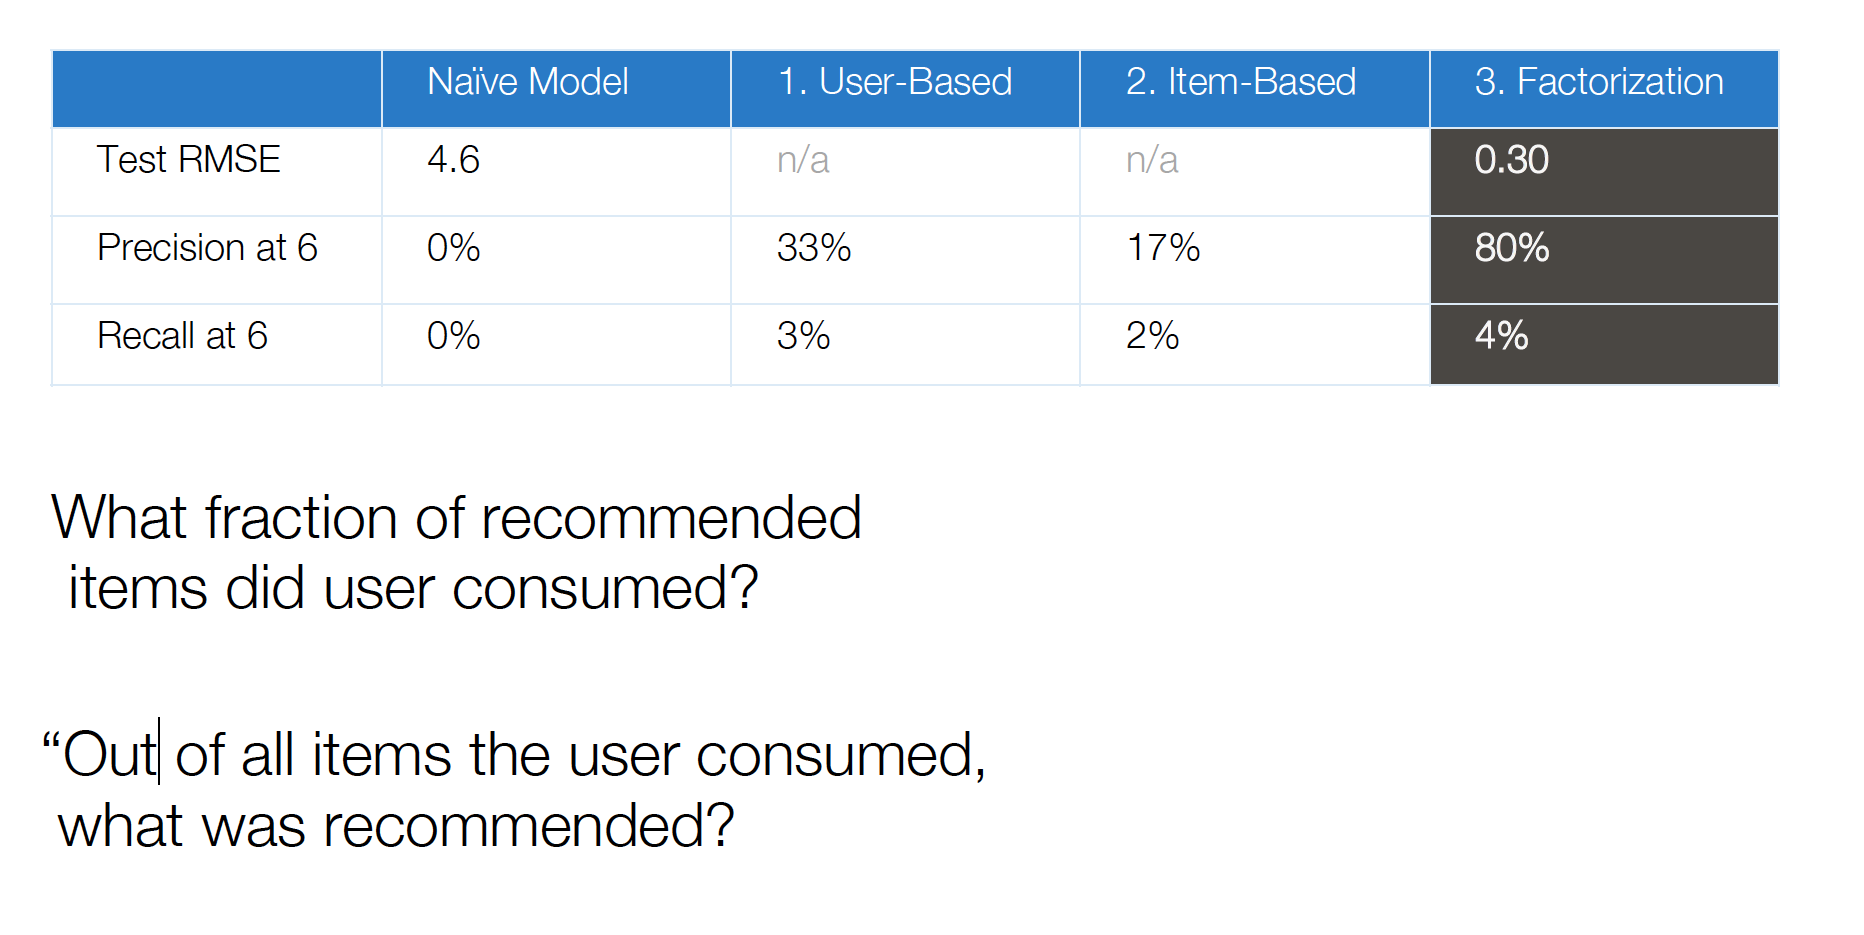 Naïve Model 1. User-Based 2. Item-Based 3. Factorization
Test RMSE 4.6 n/a n/a 0.30
Precision at 6 0% 33% 17% 80%
Recall at 6 0% 3% 2% 4%
What fraction of recommended
items did user consumed?
“Out of all items the user consumed,
what was recommended?